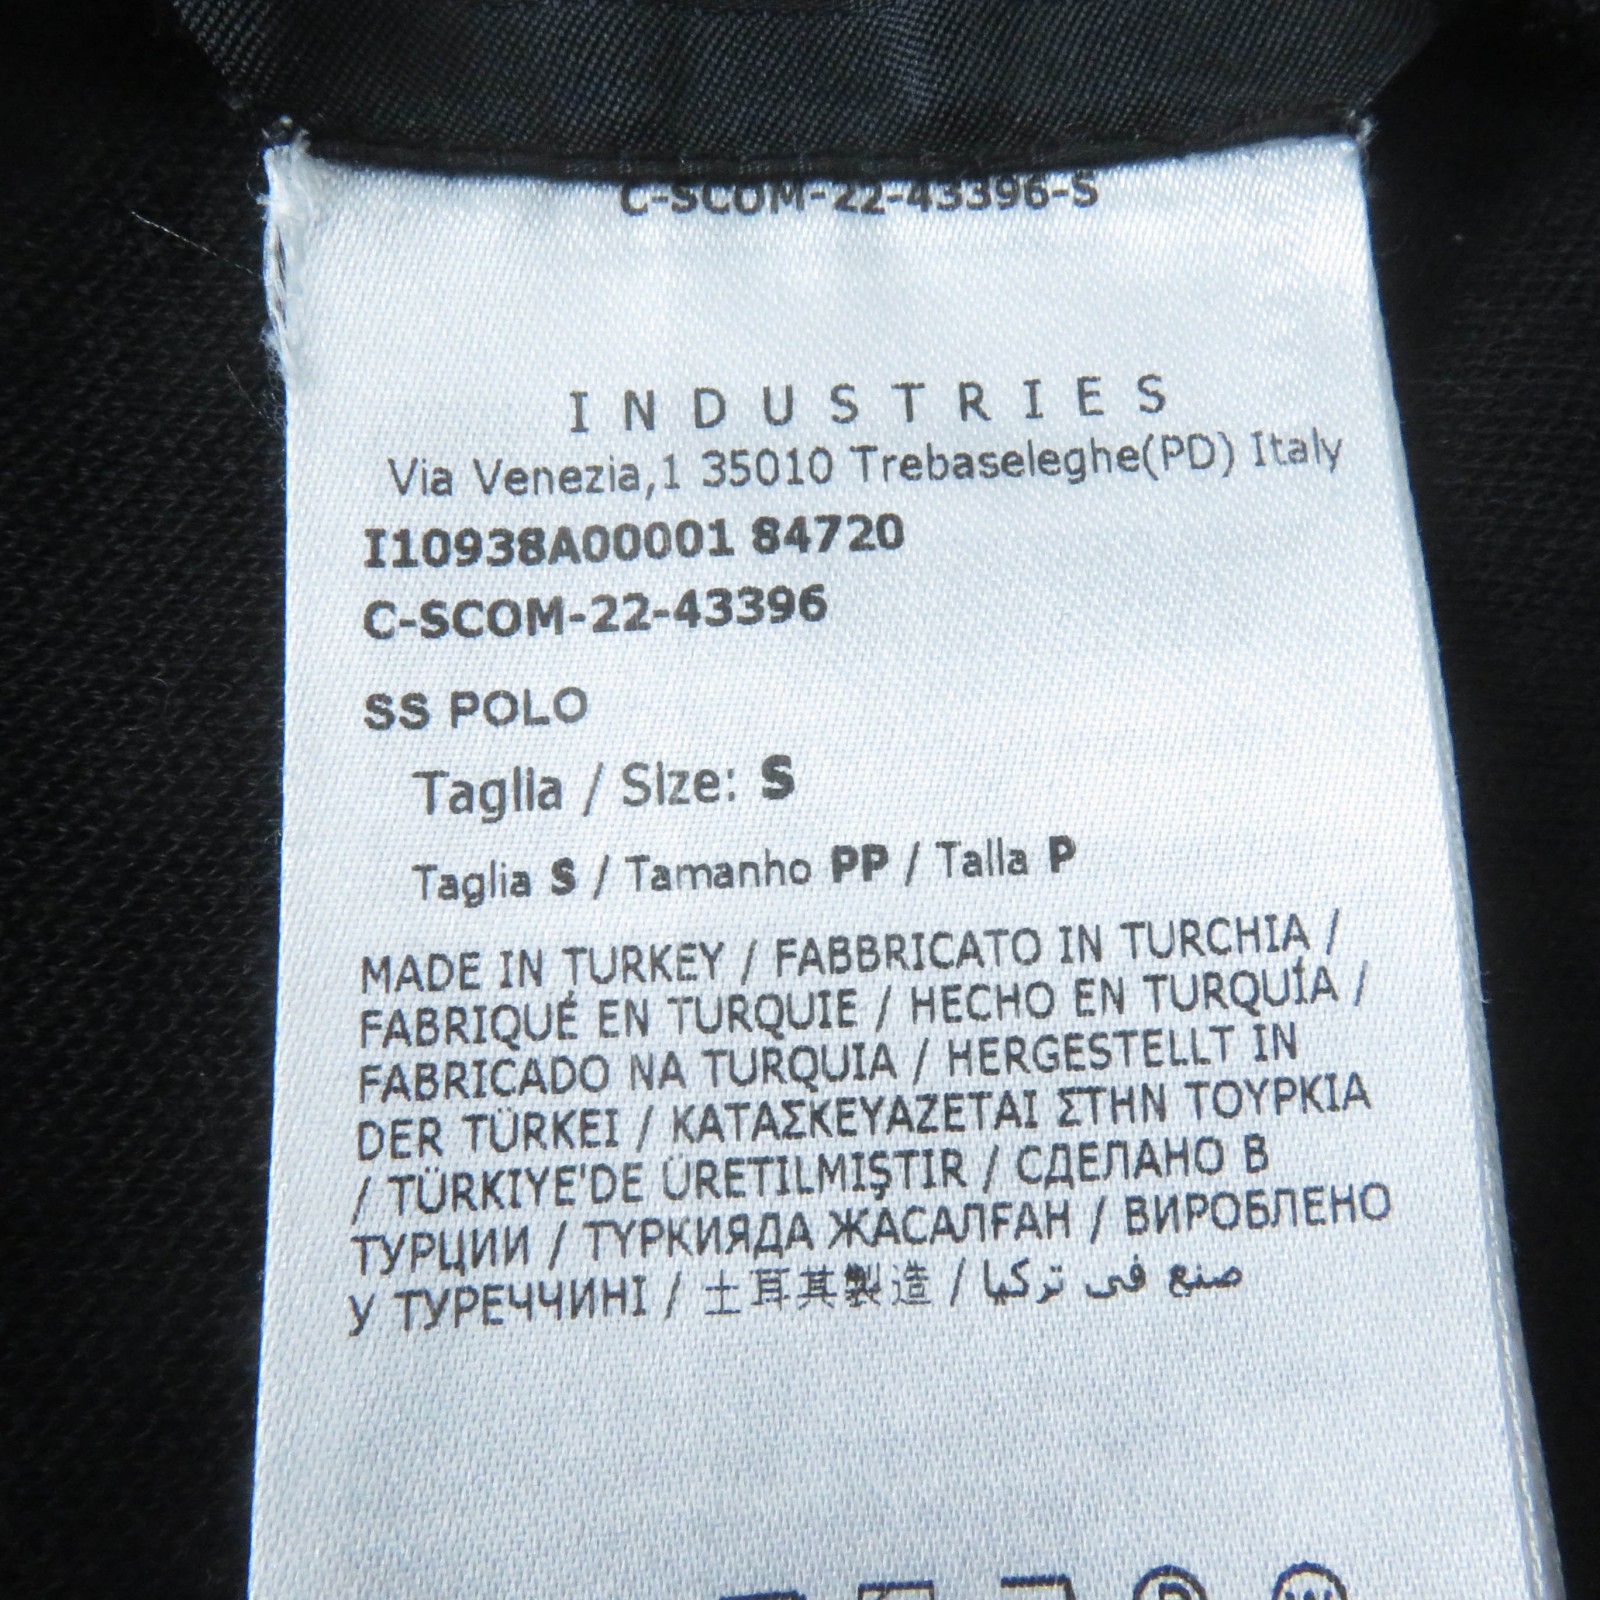 C-SCOM-22-43396-S
INDUSTRIES
Via Venezia,1 35010 Trebaseleghe(PD) Italy
I10938A00001 84720
C-SCOM-22-43396
SS POLO
Taglia / Size: S
Taglia S / Tamanho PP / Talla P
MADE IN TURKEY / FABBRICATO IN TURCHIA /
FABRIQUÉ EN TURQUIE / HECHO EN TURQUÍA /
FABRICADO NA TURQUIA / HERGESTELLT IN
DER TÜRKEI / ΚΑΤΑΣΚΕΥΑΖΕΤΑΙ ΣΤΗΝ ΤΟΥΡΚΙΑ
/ TÜRKIYE'DE ÜRETILMIŞTIR / СДЕЛАНО В
ТУРЦИИ / ТҮРКИЯДА ЖАСАЛҒАН / ВИРОБЛЕНО
У ТУРЕЧЧИНІ / 土耳其製造 / صنع في تركيا